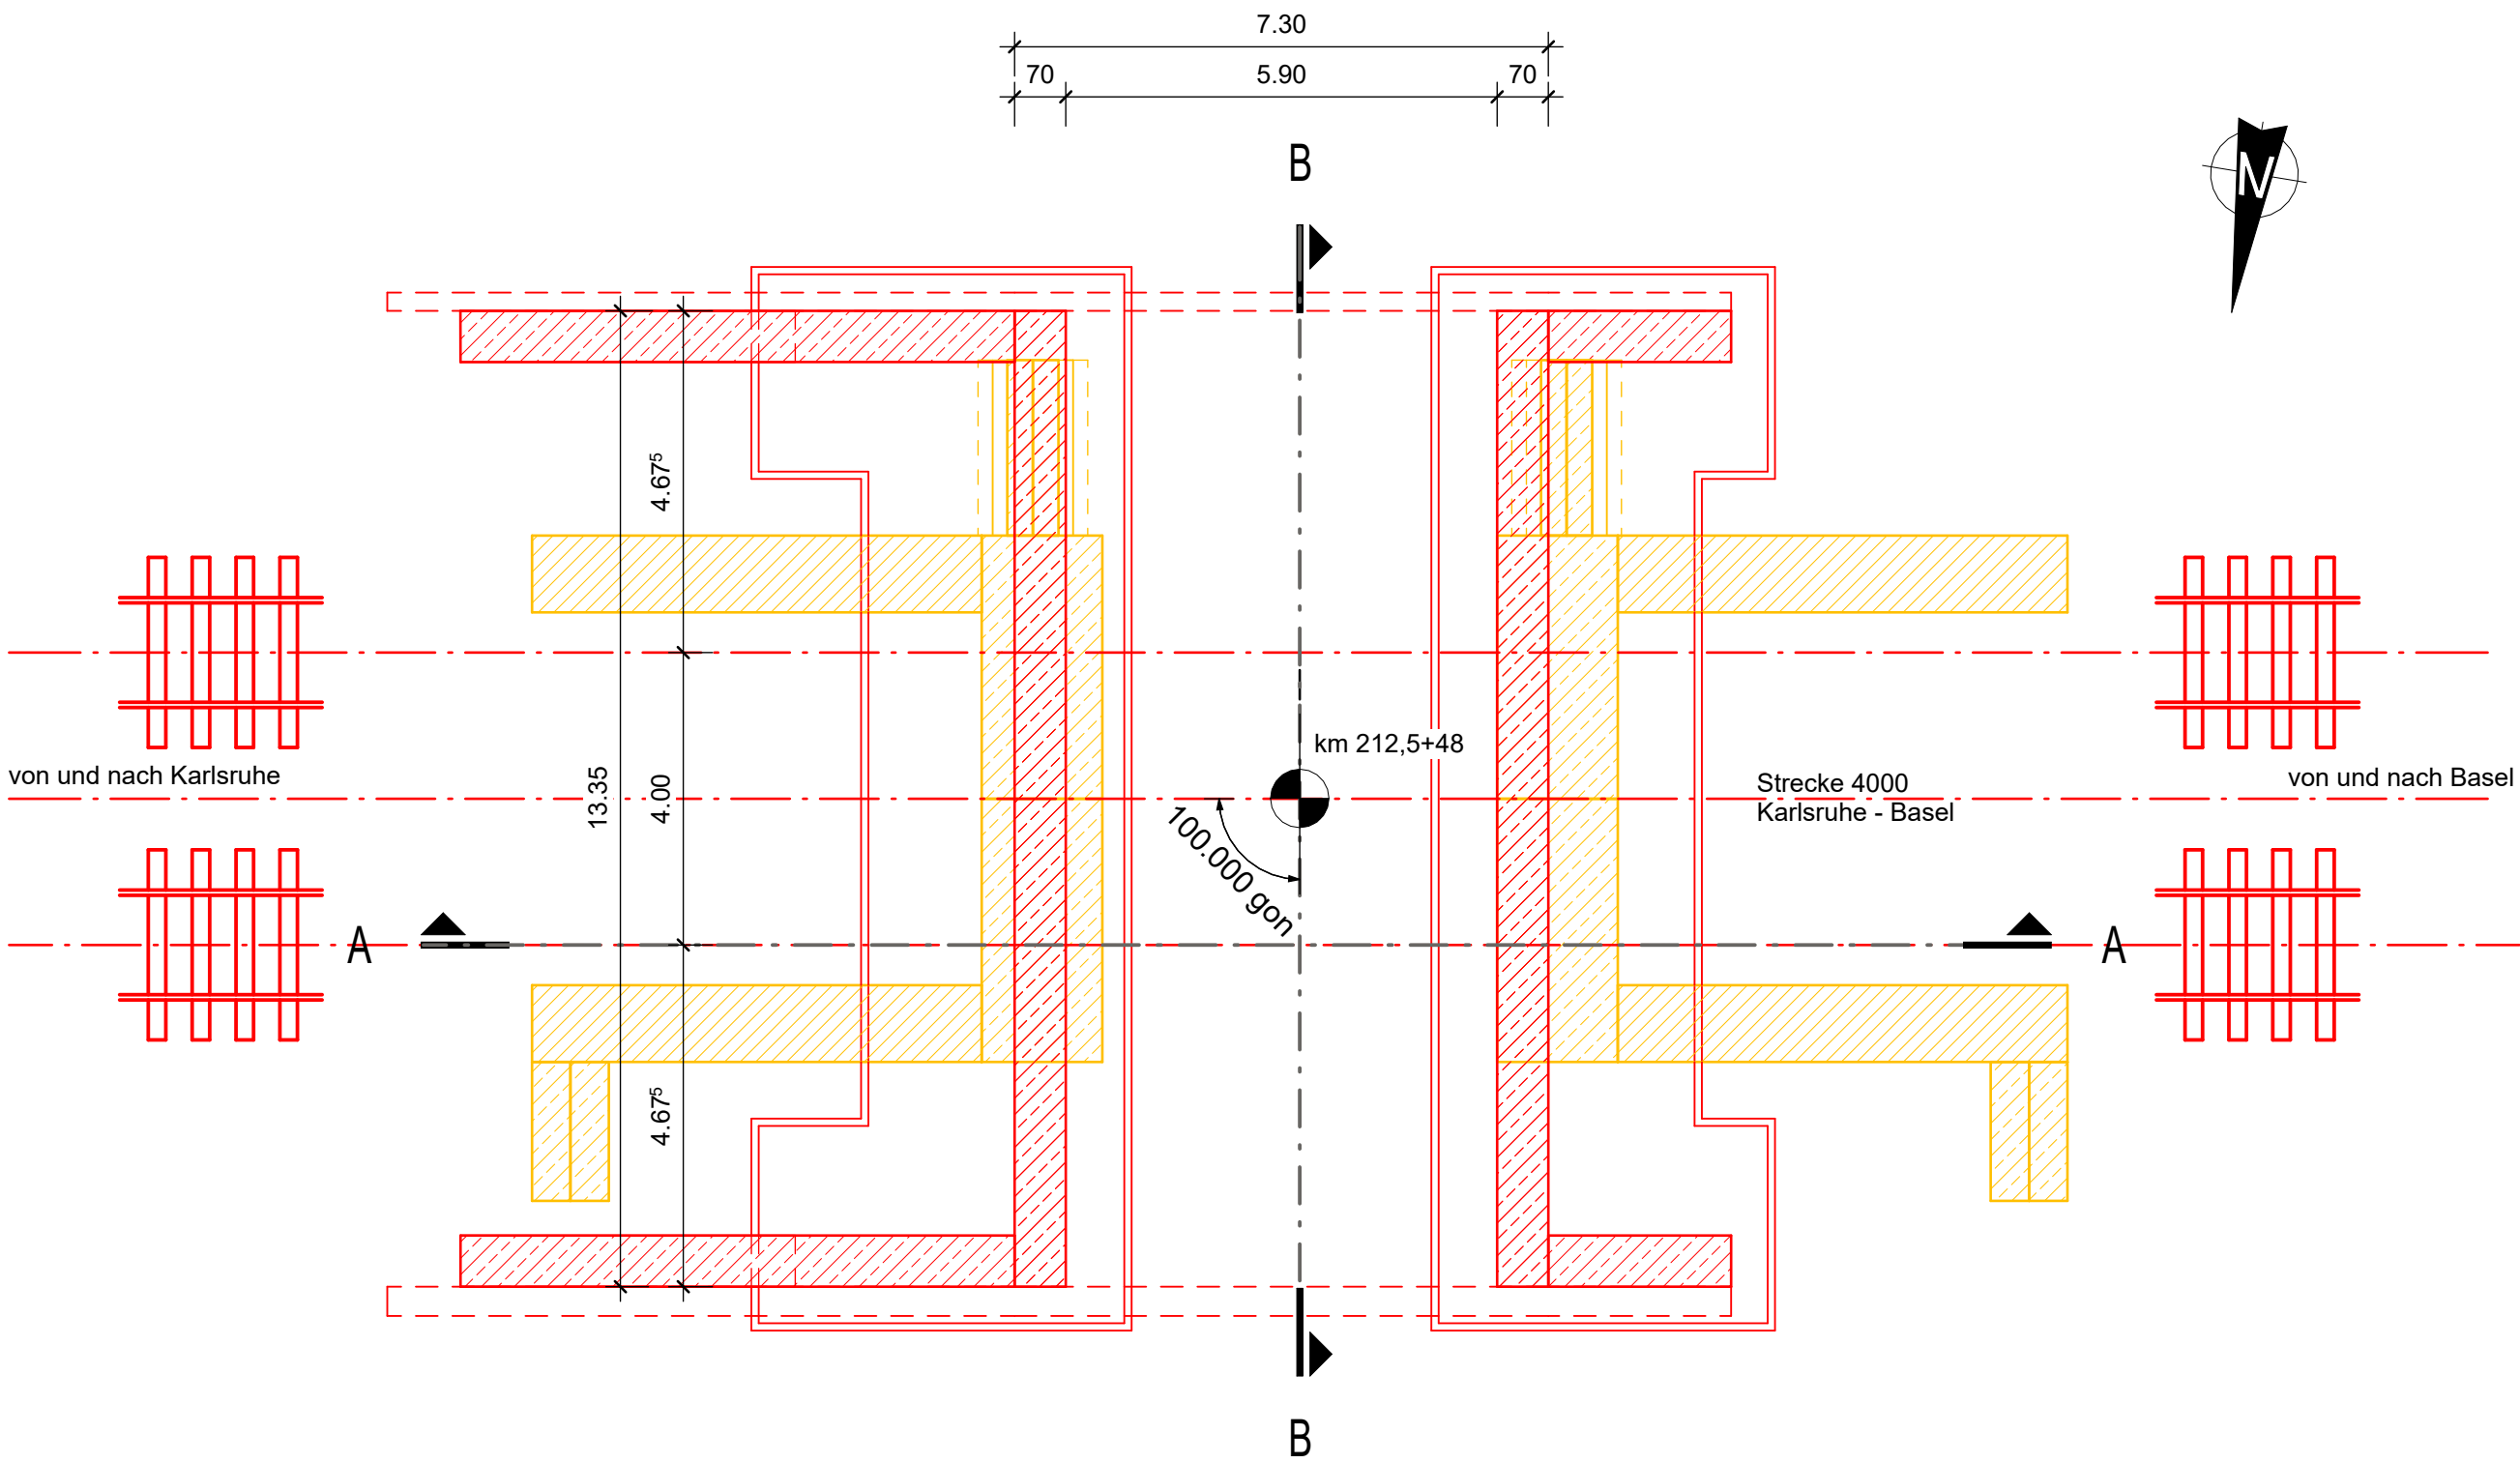 7.30
70 5.90 70
B
N
4.67⁵
km 212,5+48
von und nach Karlsruhe
13.35
4.00
Strecke 4000
Karlsruhe - Basel
von und nach Basel
100.000 gon
A A
4.67⁵
B